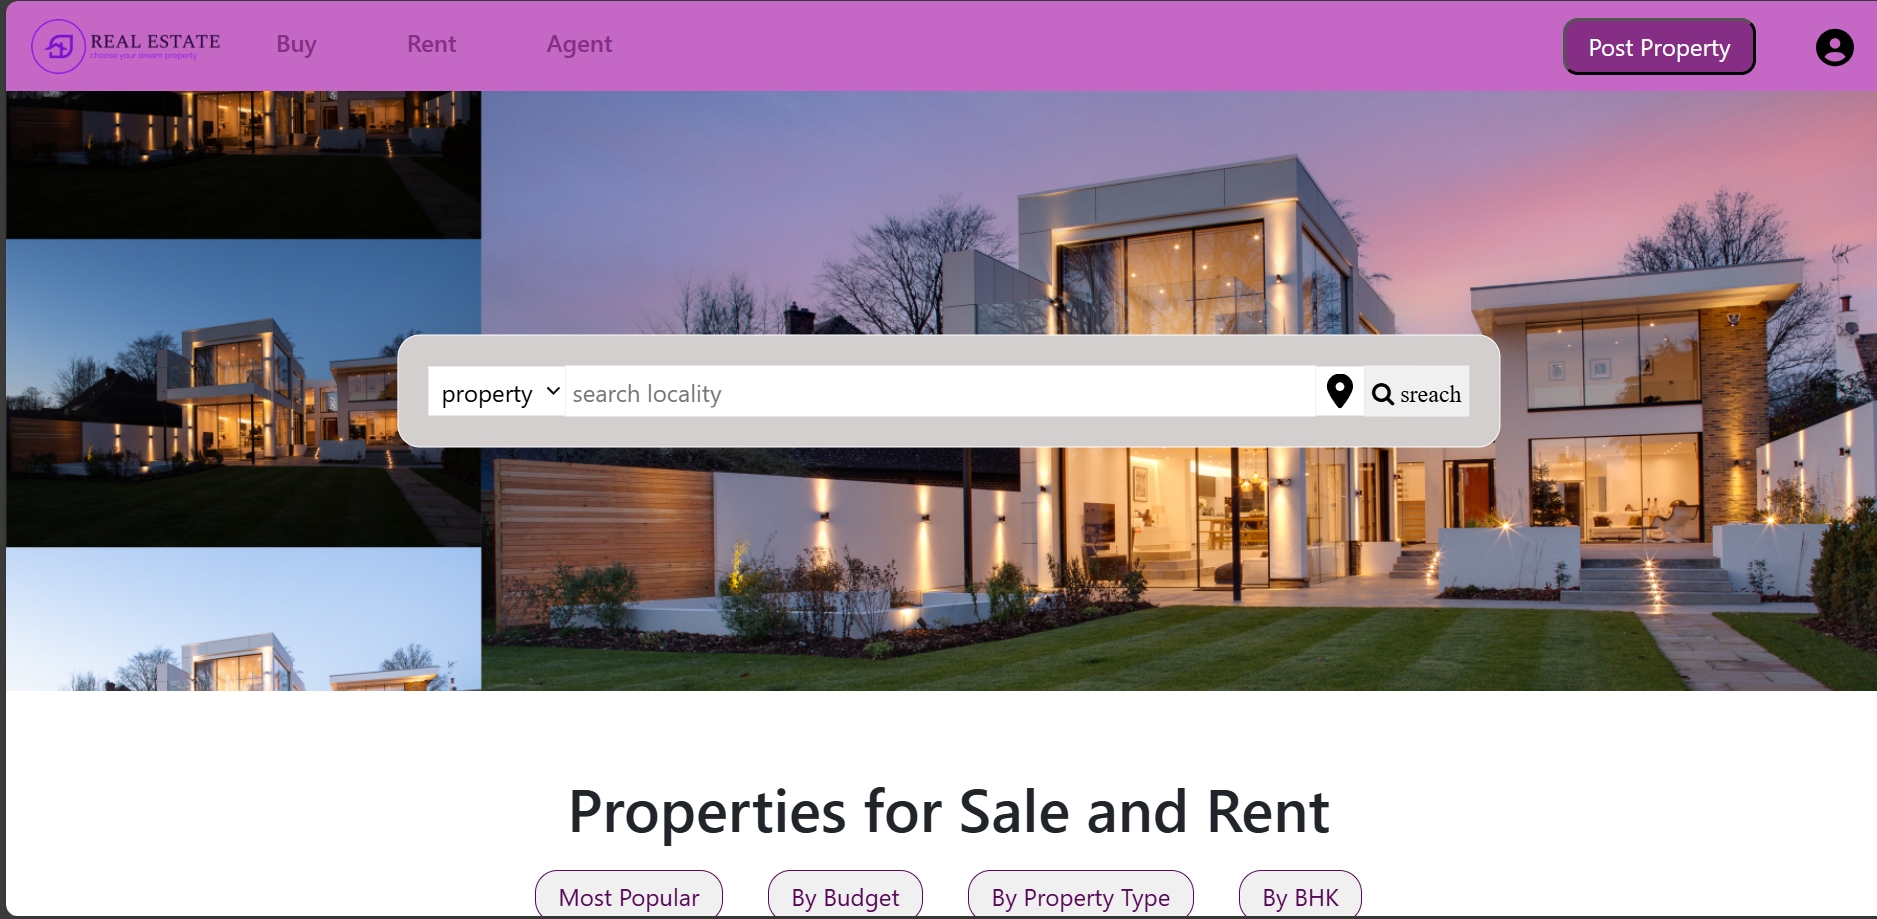 REAL ESTATE
choose your dream property
Buy
Rent
Agent
Post Property
property
search locality
sreach
Properties for Sale and Rent
Most Popular
By Budget
By Property Type
By BHK